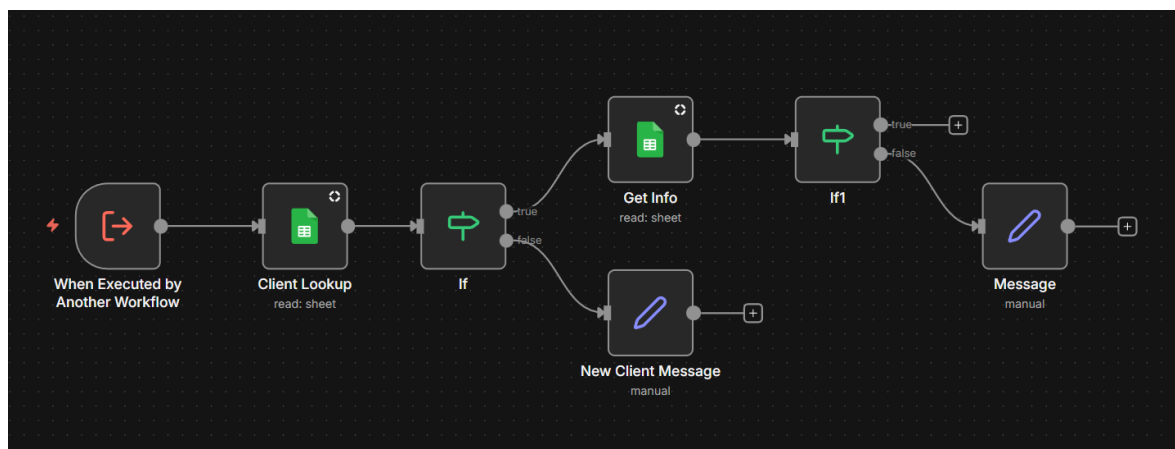 true
false
Get Info
read: sheet
If1
true
false
When Executed by
Another Workflow
Client Lookup
read: sheet
If
Message
manual
New Client Message
manual